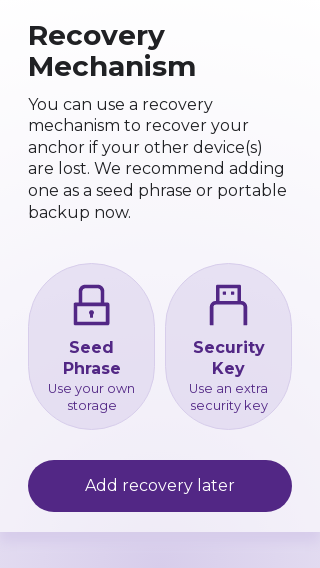 Recovery
Mechanism
You can use a recovery
mechanism to recover your
anchor if your other device(s)
are lost. We recommend adding
one as a seed phrase or portable
backup now.
Seed
Phrase
Use your own
storage
Security
Key
Use an extra
security key
Add recovery later